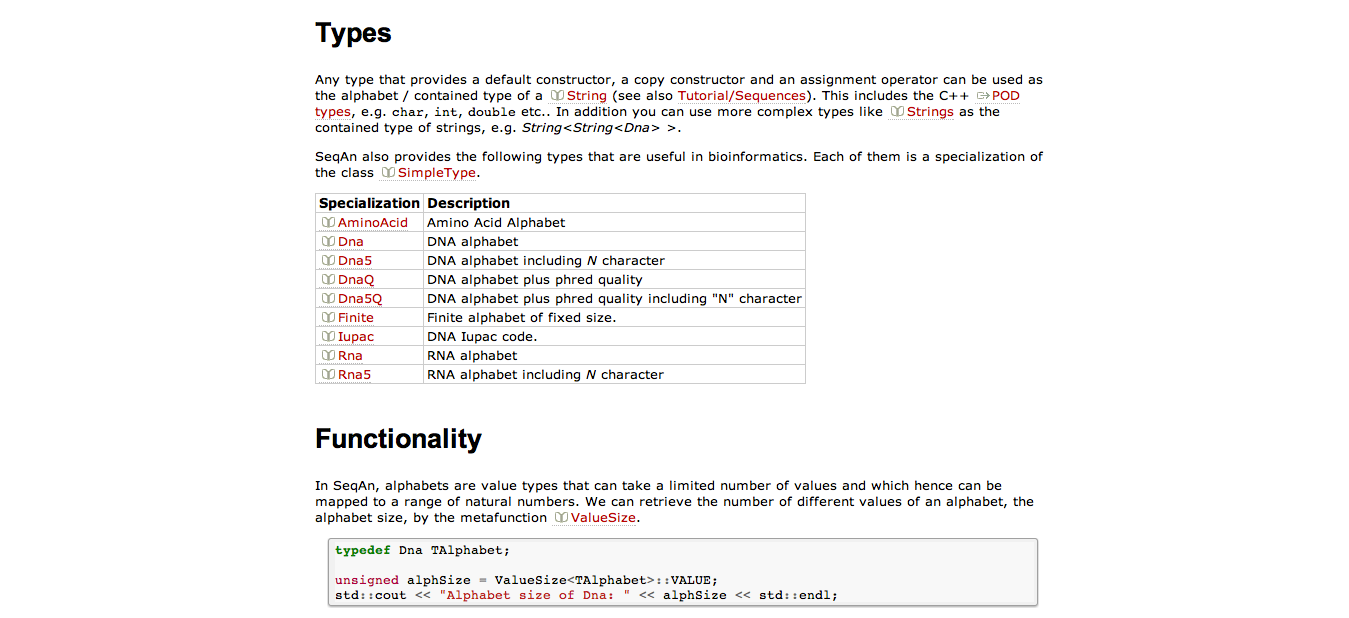 Types
Any type that provides a default constructor, a copy constructor and an assignment operator can be used as
the alphabet / contained type of a String (see also Tutorial/Sequences). This includes the C++ POD
types, e.g. char, int, double etc.. In addition you can use more complex types like Strings as the
contained type of strings, e.g. String<String<Dna> >.
SeqAn also provides the following types that are useful in bioinformatics. Each of them is a specialization of
the class SimpleType.
Specialization Description
AminoAcid Amino Acid Alphabet
Dna DNA alphabet
Dna5 DNA alphabet including N character
DnaQ DNA alphabet plus phred quality
Dna5Q DNA alphabet plus phred quality including "N" character
Finite Finite alphabet of fixed size.
Iupac DNA Iupac code.
Rna RNA alphabet
Rna5 RNA alphabet including N character
Functionality
In SeqAn, alphabets are value types that can take a limited number of values and which hence can be
mapped to a range of natural numbers. We can retrieve the number of different values of an alphabet, the
alphabet size, by the metafunction ValueSize.
typedef Dna TAlphabet;
unsigned alphSize = ValueSize<TAlphabet>::VALUE;
std::cout << "Alphabet size of Dna: " << alphSize << std::endl;